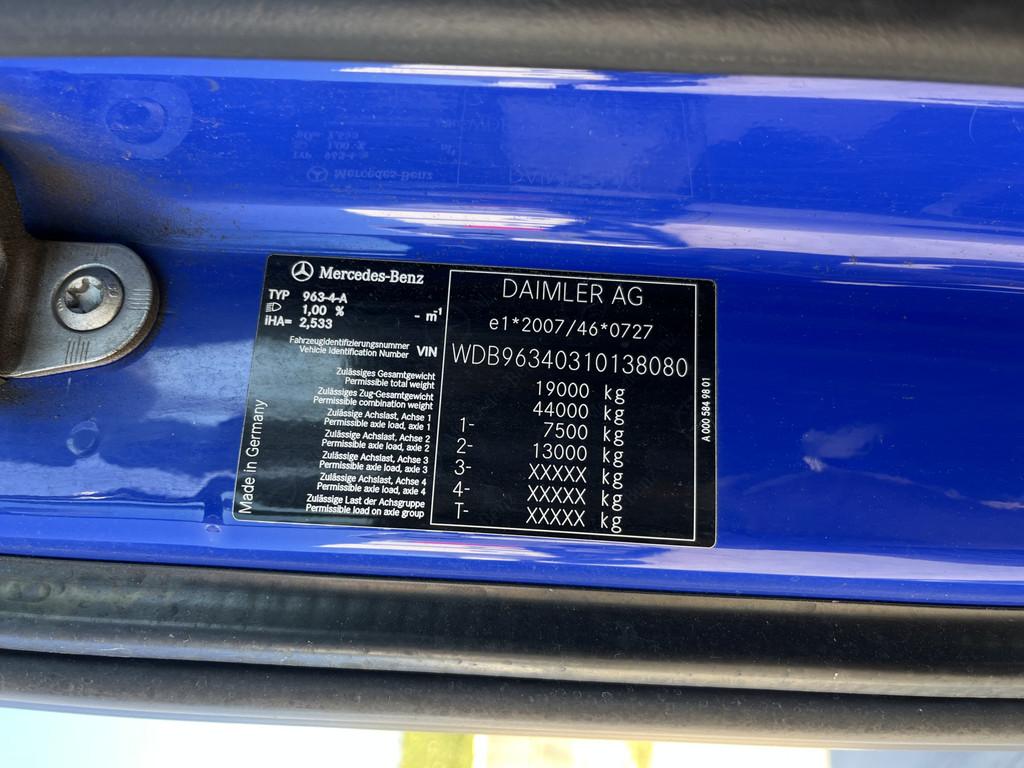 Mercedes-Benz
TYP 963-4-A
1,00 % - m⁻¹
iHA= 2,533
Fahrzeugidentifizierungsnummer
Vehicle Identification Number VIN
Zulässiges Gesamtgewicht
Permissible total weight
Zulässiges Zug-Gesamtgewicht
Permissible combination weight
Zulässige Achslast, Achse 1
Permissible axle load, axle 1
Zulässige Achslast, Achse 2
Permissible axle load, axle 2
Zulässige Achslast, Achse 3
Permissible axle load, axle 3
Zulässige Achslast, Achse 4
Permissible axle load, axle 4
Zulässige Last der Achsgruppe
Permissible load on axle group
Made in Germany
DAIMLER AG
e1*2007/46*0727
WDB96340310138080
19000 kg
44000 kg
1- 7500 kg
2- 13000 kg
3- XXXXX kg
4- XXXXX kg
T- XXXXX kg
A 000 584 98 01